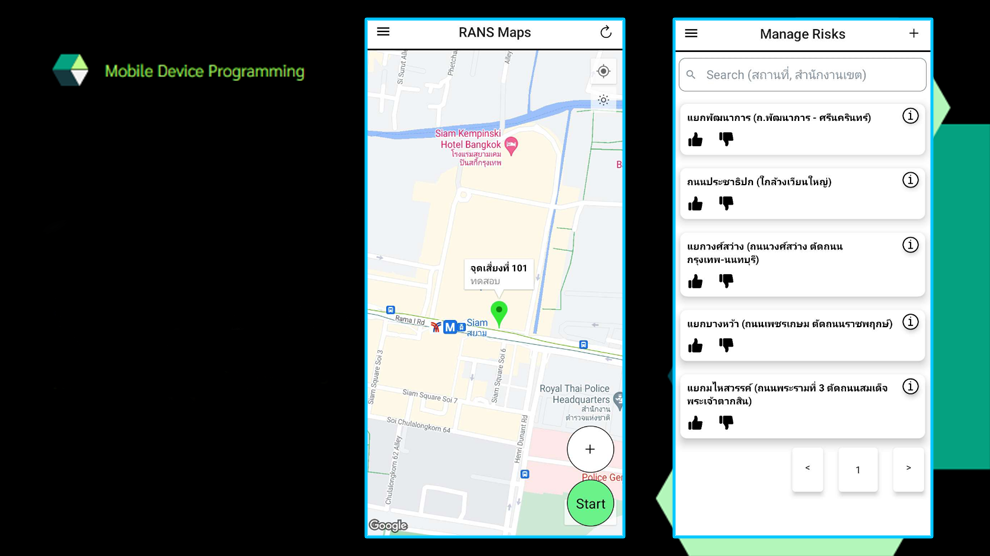 Mobile Device Programming
RANS Maps
Phetcha
Si Surut Alley
Siam Kempinski
Hotel Bangkok
โรงแรมสยามเคม
ปินสกี้กรุงเทพ
B
จุดเสี่ยงที่ 101
ทดสอบ
Rama I Rd
M
Siam
สยาม
Siam Square Soi 3
Siam Square Soi 6
Siam Square Soi 7
Royal Thai Police
Headquarters
สำนักงาน
ตำรวจแห่งชาติ
Soi Chulalongkorn 64
Chulalongkorn 62 Alley
Henri Dunant Rd
+
Police Gen
Start
Google
Manage Risks
+
Search (สถานที่, สำนักงานเขต)
แยกพัฒนาการ (ถ.พัฒนาการ - ศรีนครินทร์)
ถนนประชาธิปก (ใกล้วงเวียนใหญ่)
แยกวงศ์สว่าง (ถนนวงศ์สว่าง ตัดถนน
กรุงเทพ-นนทบุรี)
แยกบางหว้า (ถนนเพชรเกษม ตัดถนนราชพฤกษ์)
แยกมไหสวรรค์ (ถนนพระรามที่ 3 ตัดถนนสมเด็จ
พระเจ้าตากสิน)
< 1 >